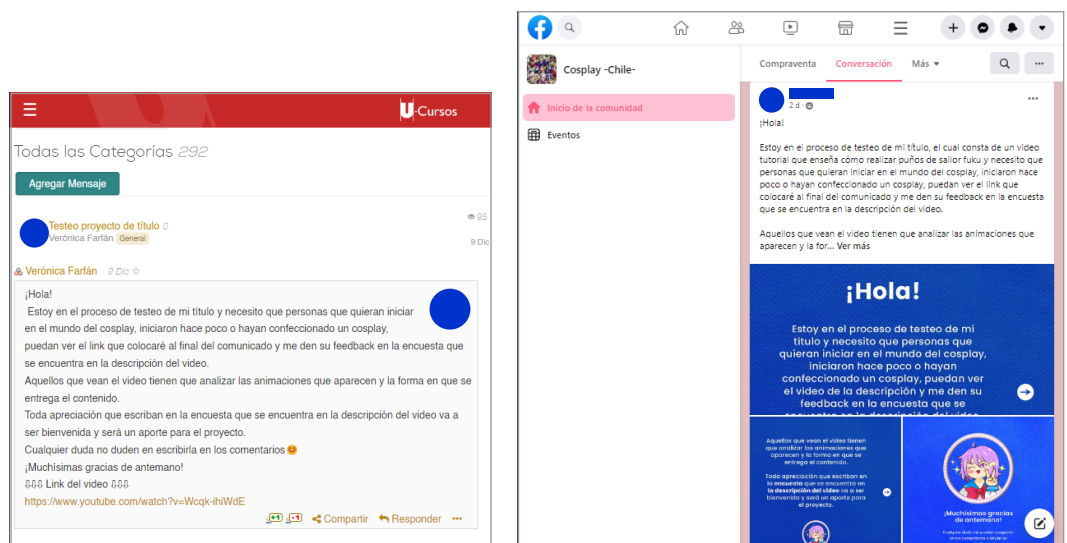 U-Cursos
Todas las Categorías 292
Agregar Mensaje
Testeo proyecto de título 0
95
Verónica Farfán General
9 Dic
Verónica Farfán 9 Dic
¡Hola!
Estoy en el proceso de testeo de mi título y necesito que personas que quieran iniciar
en el mundo del cosplay, iniciaron hace poco o hayan confeccionado un cosplay,
puedan ver el link que colocaré al final del comunicado y me den su feedback en la encuesta que
se encuentra en la descripción del video.
Aquellos que vean el video tienen que analizar las animaciones que aparecen y la forma en que se
entrega el contenido.
Toda apreciación que escriban en la encuesta que se encuentra en la descripción del video va a
ser bienvenida y será un aporte para el proyecto.
Cualquier duda no duden en escribirla en los comentarios 😊
¡Muchísimas gracias de antemano!
⇩⇩⇩ Link del video ⇩⇩⇩
https://www.youtube.com/watch?v=Wcqk-ihiWdE
+1 -1 Compartir Responder ···
Cosplay -Chile-
Inicio de la comunidad
Eventos
Compraventa Conversación Más
2 d ·
¡Hola!
Estoy en el proceso de testeo de mi título, el cual consta de un video
tutorial que enseña cómo realizar puños de sailor fuku y necesito que
personas que quieran iniciar en el mundo del cosplay, iniciaron hace
poco o hayan confeccionado un cosplay, puedan ver el link que
colocaré al final del comunicado y me den su feedback en la encuesta
que se encuentra en la descripción del video.
Aquellos que vean el video tienen que analizar las animaciones que
aparecen y la for... Ver más
¡Hola!
Estoy en el proceso de testeo de mi
título y necesito que personas que
quieran iniciar en el mundo del cosplay,
iniciaron hace poco o hayan
confeccionado un cosplay, puedan ver
el video de la descripción y me den su
feedback en la encuesta que se
encuentra en la descripción del video.
Aquellos que vean el video tienen
que analizar las animaciones que
aparecen y la forma en que se
entrega el contenido.
Toda apreciación que escriban en
la encuesta que se encuentra en
la descripción del video va a ser
bienvenida y será un aporte para
el proyecto.
¡Muchísimas gracias
de antemano!